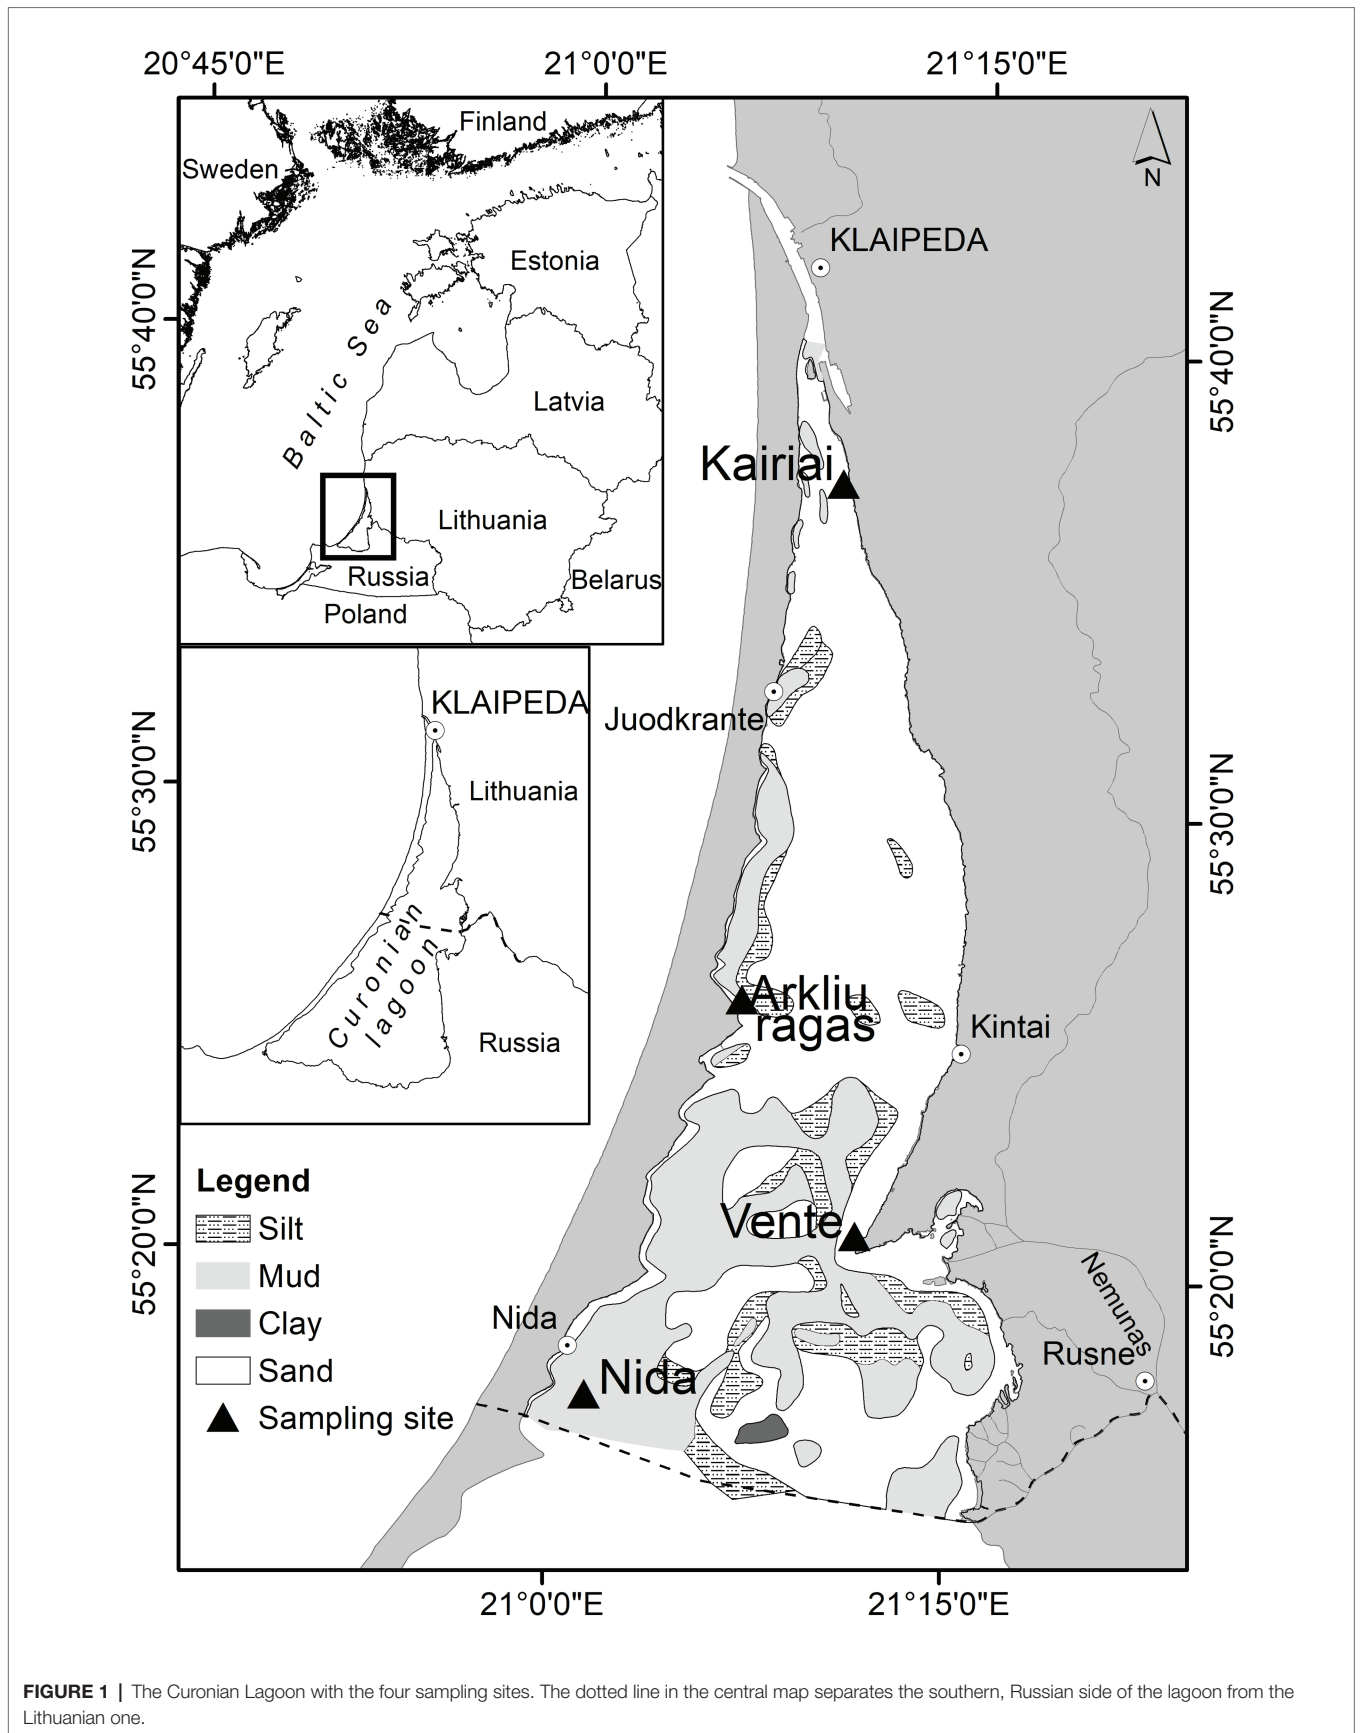 20°45'0"E
21°0'0"E
21°15'0"E
55°40'0"N
55°30'0"N
55°20'0"N
Finland
Sweden
Estonia
Baltic Sea
Latvia
Lithuania
Russia
Belarus
Poland
KLAIPEDA
Lithuania
Curonian
lagoon
Russia
N
KLAIPEDA
Kairiai
Juodkrante
Arkliu
ragas
Kintai
Vente
Nemunas
Rusne
Nida
Nida
Legend
Silt
Mud
Clay
Sand
Sampling site
55°40'0"N
55°30'0"N
55°20'0"N
21°0'0"E
21°15'0"E
FIGURE 1 | The Curonian Lagoon with the four sampling sites. The dotted line in the central map separates the southern, Russian side of the lagoon from the
Lithuanian one.